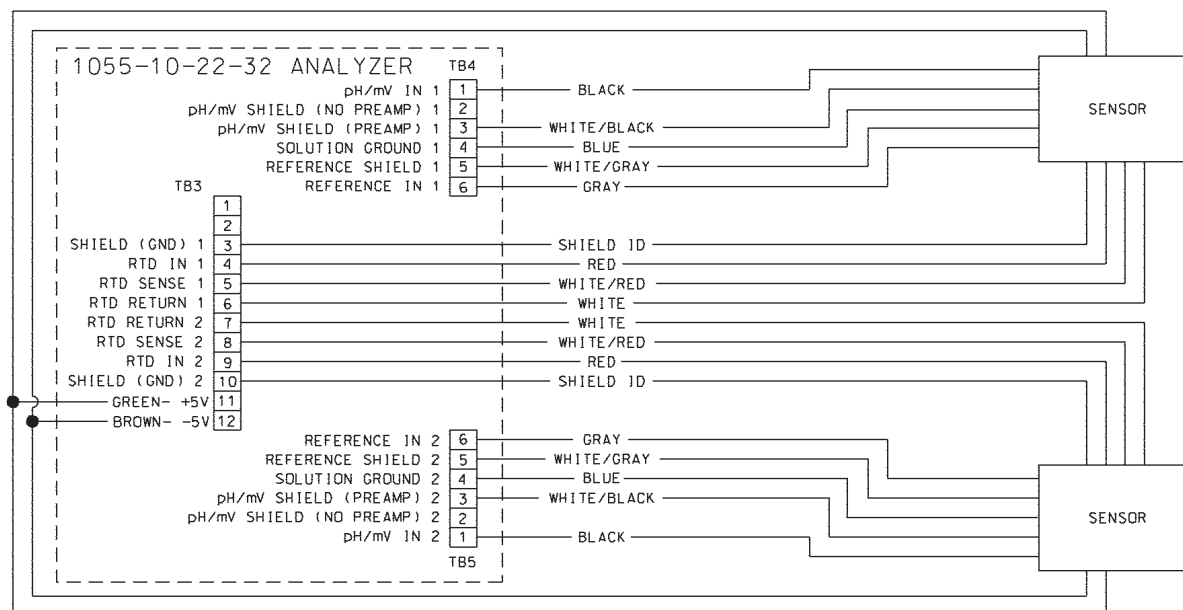 1055-10-22-32 ANALYZER TB4
pH/mV IN 1 1 BLACK
pH/mV SHIELD (NO PREAMP) 1 2
pH/mV SHIELD (PREAMP) 1 3 WHITE/BLACK
SOLUTION GROUND 1 4 BLUE
REFERENCE SHIELD 1 5 WHITE/GRAY
REFERENCE IN 1 6 GRAY
SENSOR
TB3
1
2
SHIELD (GND) 1 3 SHIELD ID
RTD IN 1 4 RED
RTD SENSE 1 5 WHITE/RED
RTD RETURN 1 6 WHITE
RTD RETURN 2 7 WHITE
RTD SENSE 2 8 WHITE/RED
RTD IN 2 9 RED
SHIELD (GND) 2 10 SHIELD ID
GREEN- +5V 11
BROWN- -5V 12
REFERENCE IN 2 6 GRAY
REFERENCE SHIELD 2 5 WHITE/GRAY
SOLUTION GROUND 2 4 BLUE
pH/mV SHIELD (PREAMP) 2 3 WHITE/BLACK
pH/mV SHIELD (NO PREAMP) 2 2
pH/mV IN 2 1 BLACK
TB5
SENSOR